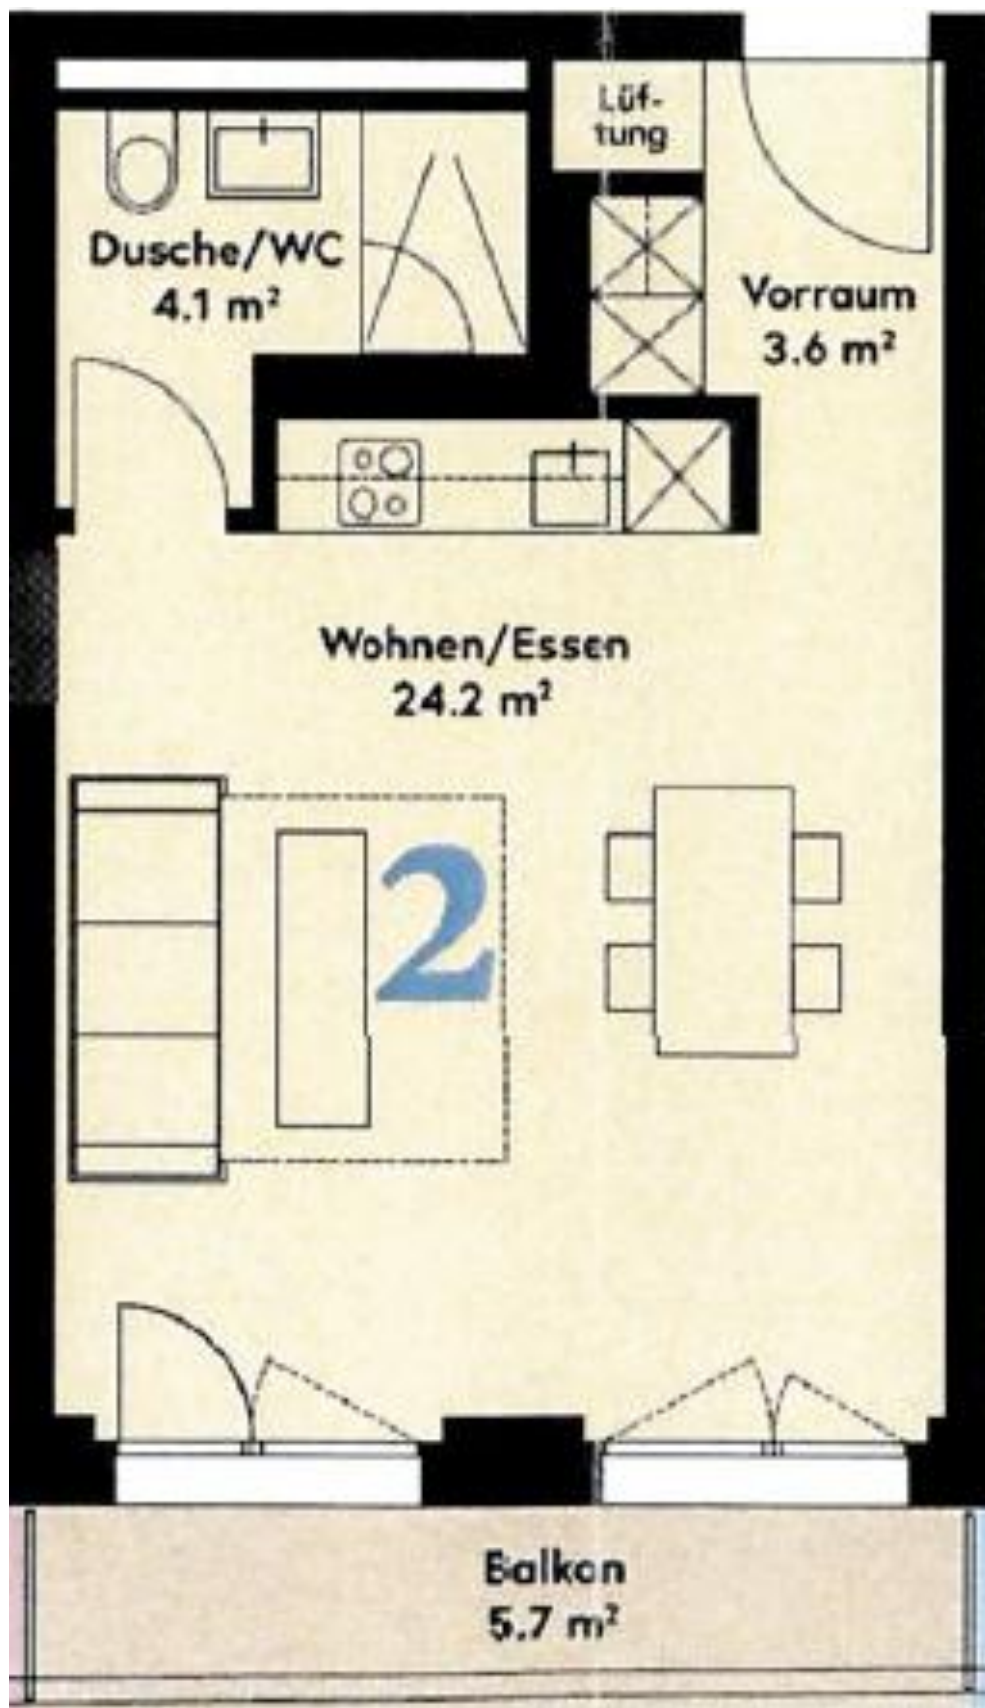 Lüf-
tung
Dusche/WC
4.1 m²
Vorraum
3.6 m²
Wohnen/Essen
24.2 m²
2
Balkon
5.7 m²